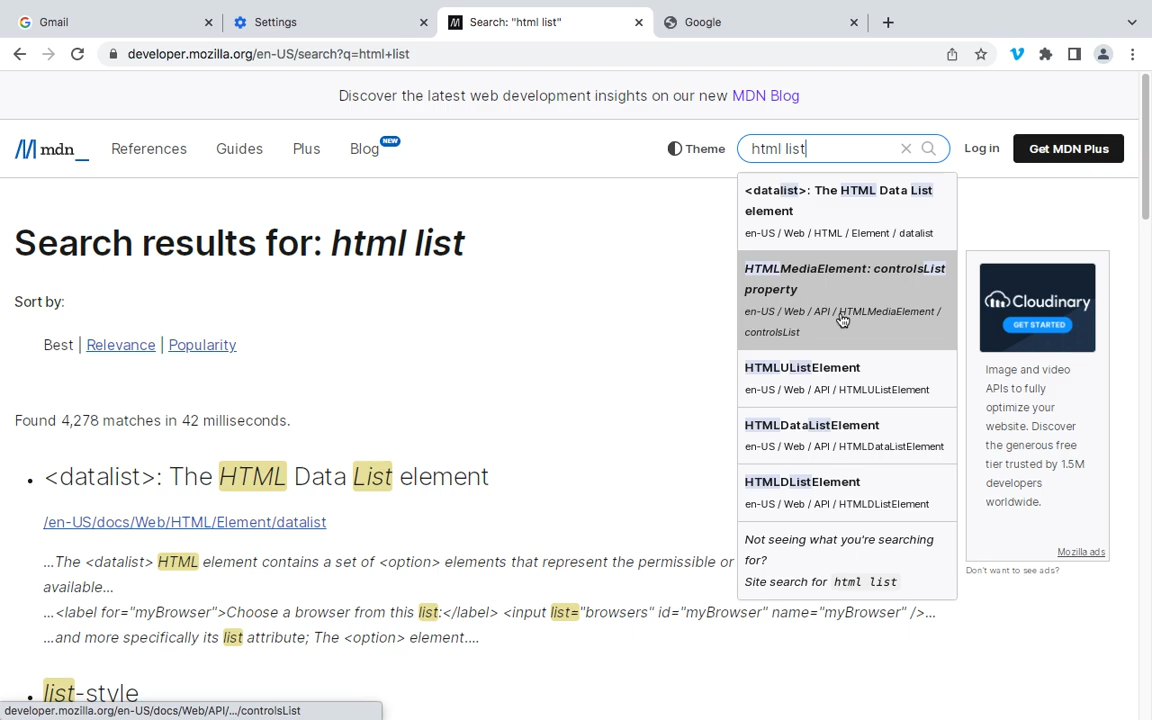 Gmail
Settings
Search: "html list"
Google
developer.mozilla.org/en-US/search?q=html+list
Discover the latest web development insights on our new MDN Blog
mdn_
References
Guides
Plus
Blog NEW
Theme
html list
Log in
Get MDN Plus
<datalist>: The HTML Data List
element
en-US / Web / HTML / Element / datalist
HTMLMediaElement: controlsList
property
en-US / Web / API / HTMLMediaElement /
controlsList
HTMLUListElement
en-US / Web / API / HTMLUListElement
HTMLDataListElement
en-US / Web / API / HTMLDataListElement
HTMLDListElement
en-US / Web / API / HTMLDListElement
Not seeing what you're searching
for?
Site search for html list
Search results for: html list
Sort by:
Best | Relevance | Popularity
Found 4,278 matches in 42 milliseconds.
<datalist>: The HTML Data List element
/en-US/docs/Web/HTML/Element/datalist
...The <datalist> HTML element contains a set of <option> elements that represent the permissible or
available...
...<label for="myBrowser">Choose a browser from this list:</label> <input list="browsers" id="myBrowser" name="myBrowser" />...
...and more specifically its list attribute; The <option> element....
list-style
Cloudinary
GET STARTED
Image and video
APIs to fully
optimize your
website. Discover
the generous free
tier trusted by 1.5M
developers
worldwide.
Mozilla ads
Don't want to see ads?
developer.mozilla.org/en-US/docs/Web/API/.../controlsList